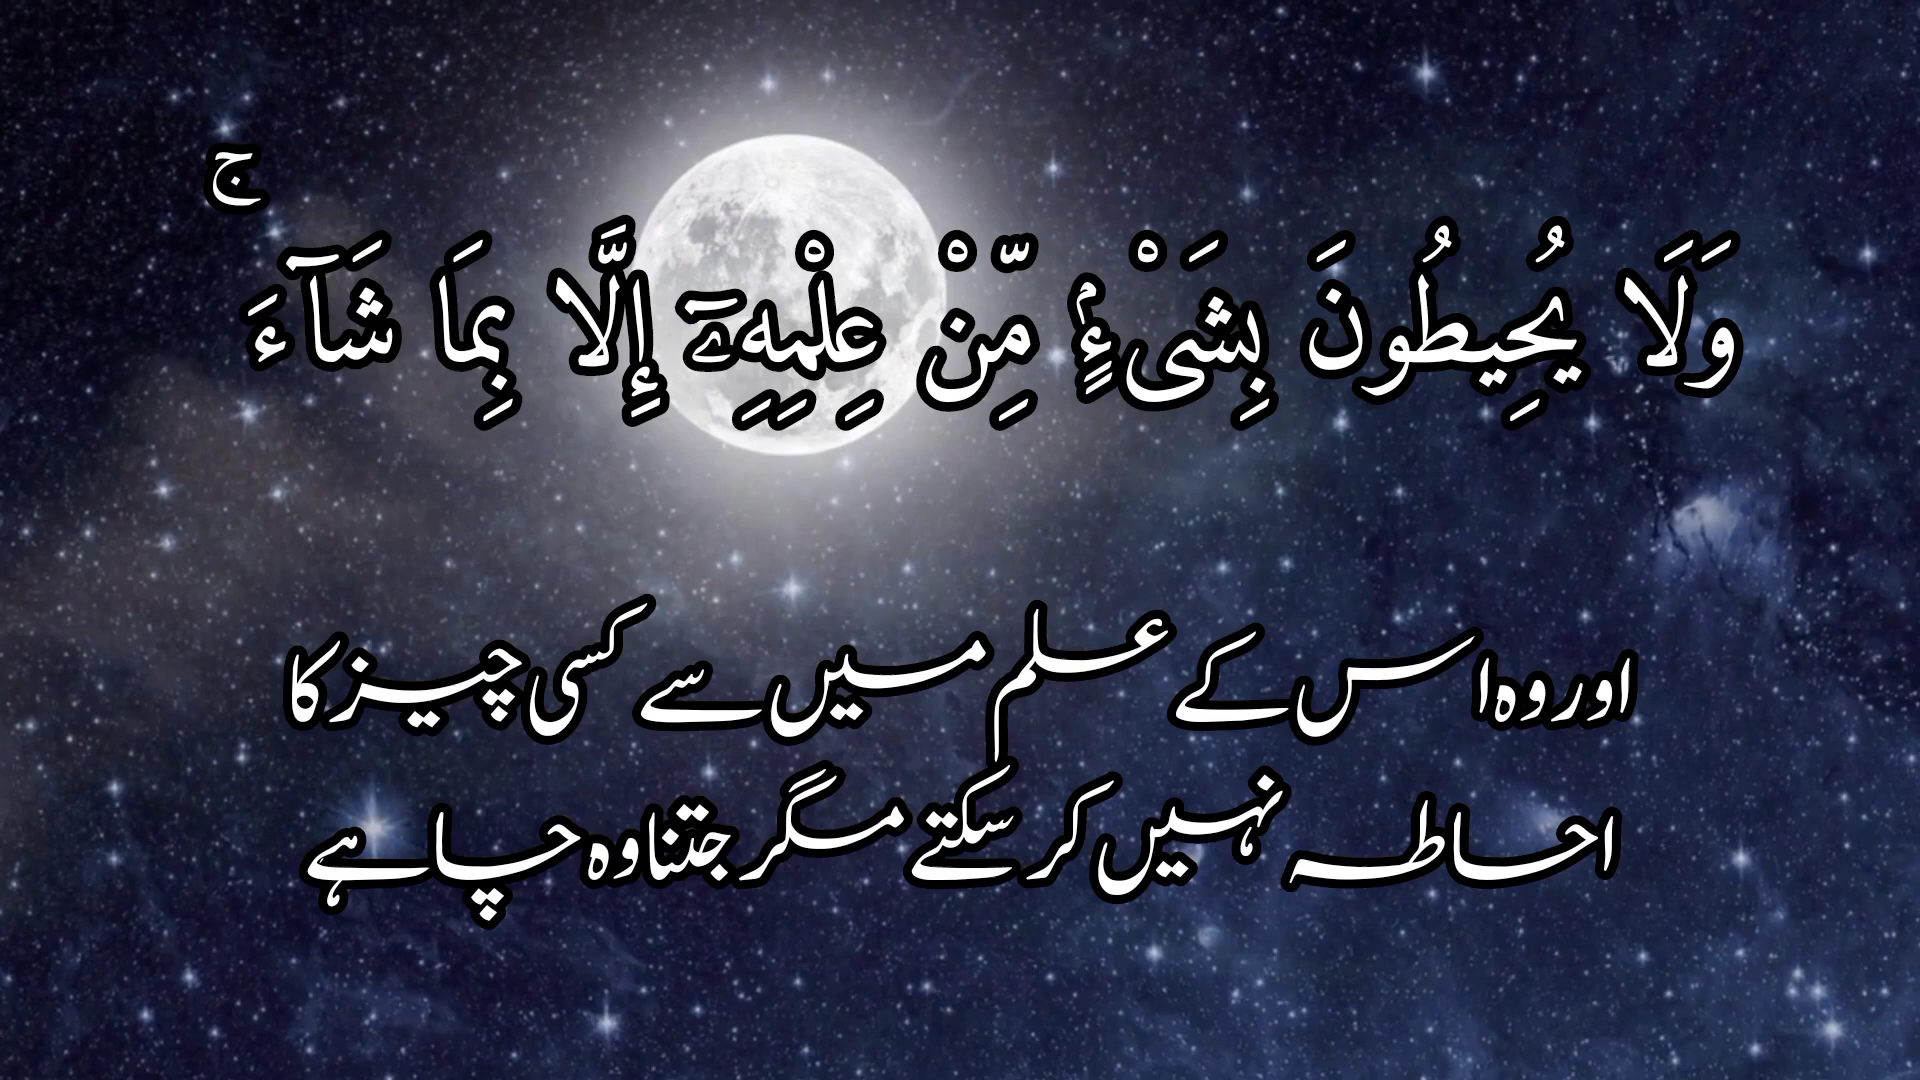 وَلَا يُحِيطُونَ بِشَىْءٍۢ مِّنْ عِلْمِهِۦٓ إِلَّا بِمَا شَآءَ ۚ
اور وہ اس کے علم میں سے کسی چیز کا
احاطہ نہیں کر سکتے مگر جتنا وہ چاہے